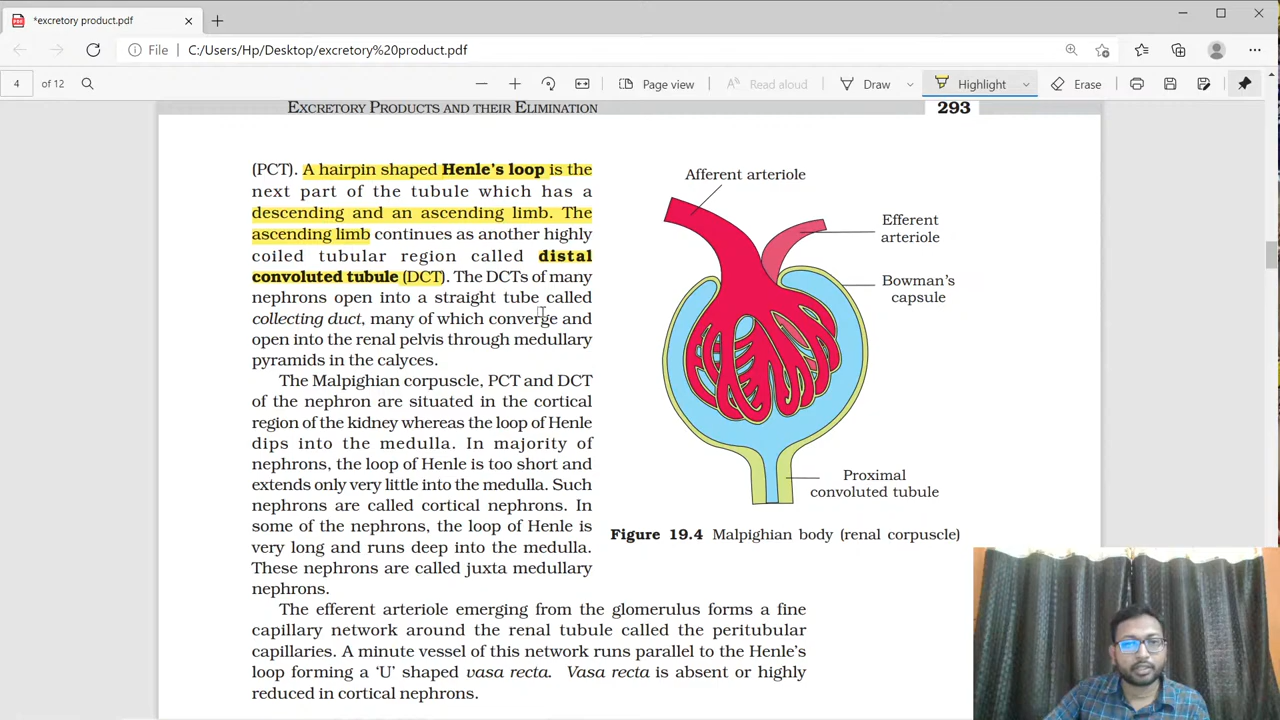 *excretory product.pdf
File C:/Users/Hp/Desktop/excretory%20product.pdf
4 of 12
Page view
Read aloud
Draw
Highlight
Erase
EXCRETORY PRODUCTS AND THEIR ELIMINATION 293
(PCT). A hairpin shaped Henle's loop is the
next part of the tubule which has a
descending and an ascending limb. The
ascending limb continues as another highly
coiled tubular region called distal
convoluted tubule (DCT). The DCTs of many
nephrons open into a straight tube called
collecting duct, many of which converge and
open into the renal pelvis through medullary
pyramids in the calyces.
The Malpighian corpuscle, PCT and DCT
of the nephron are situated in the cortical
region of the kidney whereas the loop of Henle
dips into the medulla. In majority of
nephrons, the loop of Henle is too short and
extends only very little into the medulla. Such
nephrons are called cortical nephrons. In
some of the nephrons, the loop of Henle is
very long and runs deep into the medulla.
These nephrons are called juxta medullary
nephrons.
Afferent arteriole
Efferent
arteriole
Bowman's
capsule
Proximal
convoluted tubule
Figure 19.4 Malpighian body (renal corpuscle)
The efferent arteriole emerging from the glomerulus forms a fine
capillary network around the renal tubule called the peritubular
capillaries. A minute vessel of this network runs parallel to the Henle's
loop forming a 'U' shaped vasa recta. Vasa recta is absent or highly
reduced in cortical nephrons.